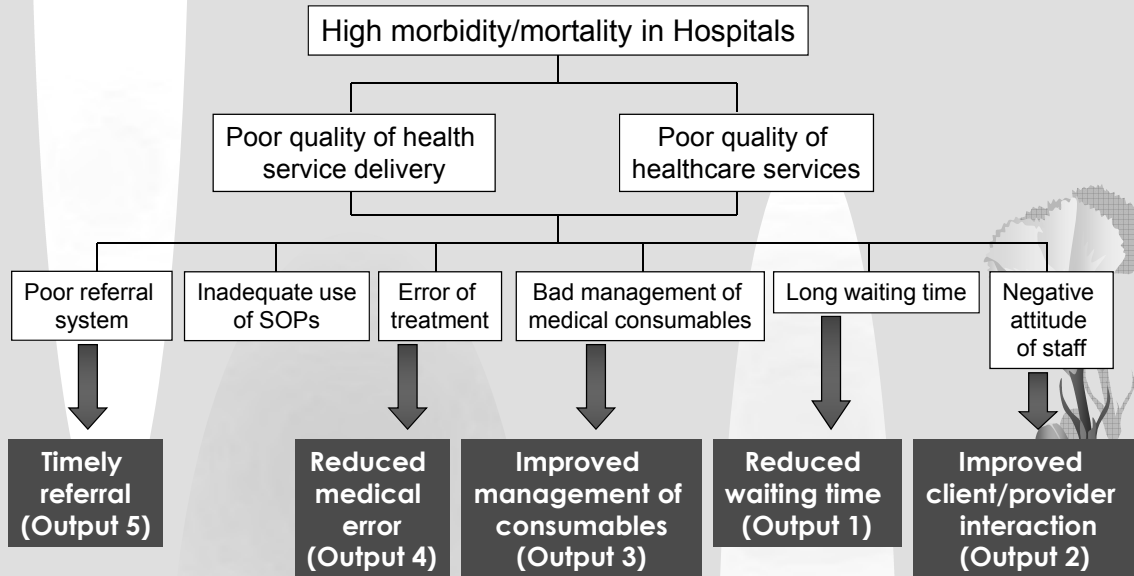 High morbidity/mortality in Hospitals
Poor quality of health
service delivery
Poor quality of
healthcare services
Poor referral
system
Inadequate use
of SOPs
Error of
treatment
Bad management of
medical consumables
Long waiting time
Negative
attitude
of staff
Timely
referral
(Output 5)
Reduced
medical
error
(Output 4)
Improved
management of
consumables
(Output 3)
Reduced
waiting time
(Output 1)
Improved
client/provider
interaction
(Output 2)